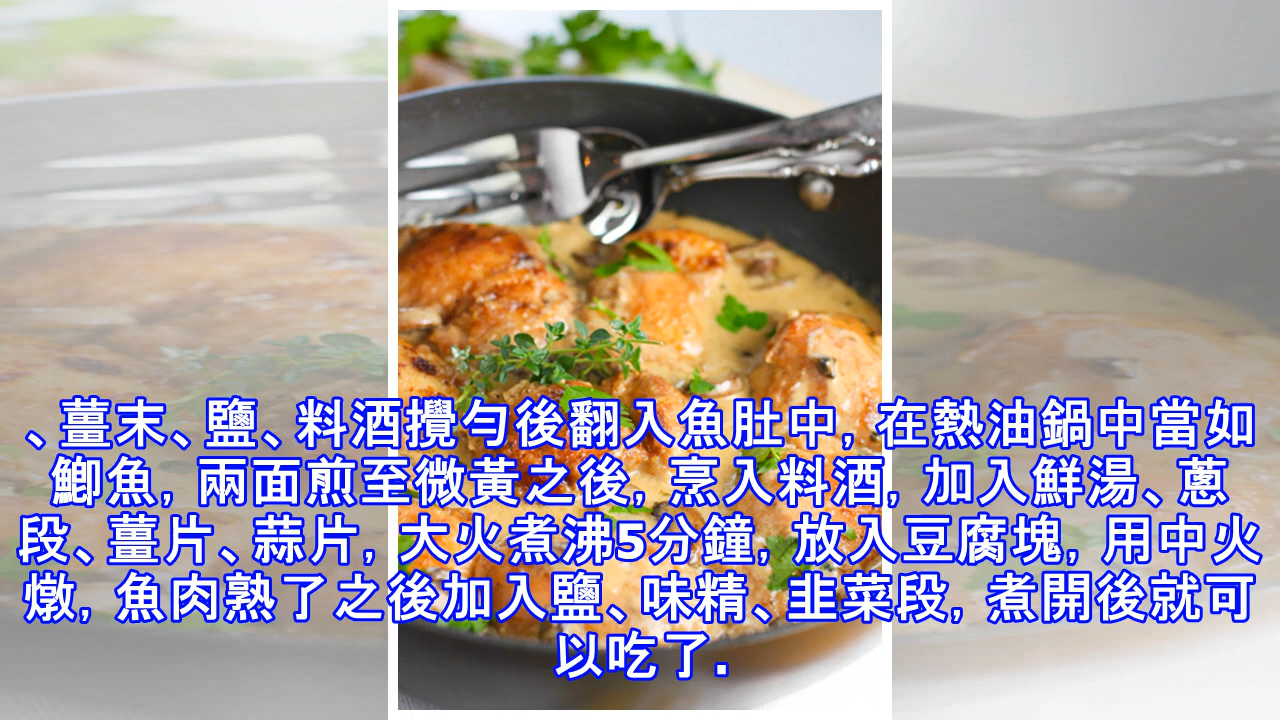 、薑末、鹽、料酒攪勻後翻入魚肚中, 在熱油鍋中當如
鯽魚, 兩面煎至微黃之後, 烹入料酒, 加入鮮湯、蔥
段、薑片、蒜片, 大火煮沸5分鐘, 放入豆腐塊, 用中火
燉, 魚肉熟了之後加入鹽、味精、韭菜段, 煮開後就可
以吃了.